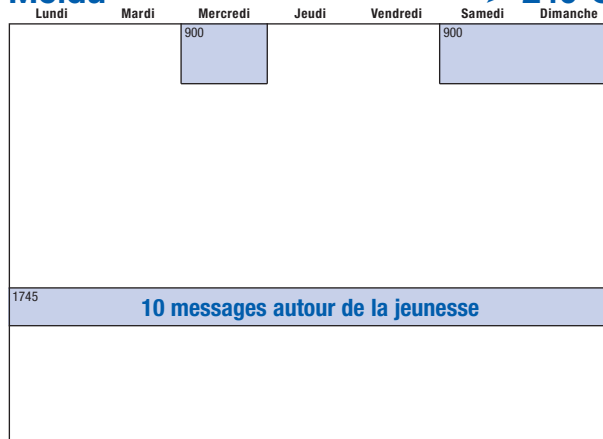 Lundi Mardi Mercredi Jeudi Vendredi Samedi Dimanche
900 900
1745
10 messages autour de la jeunesse